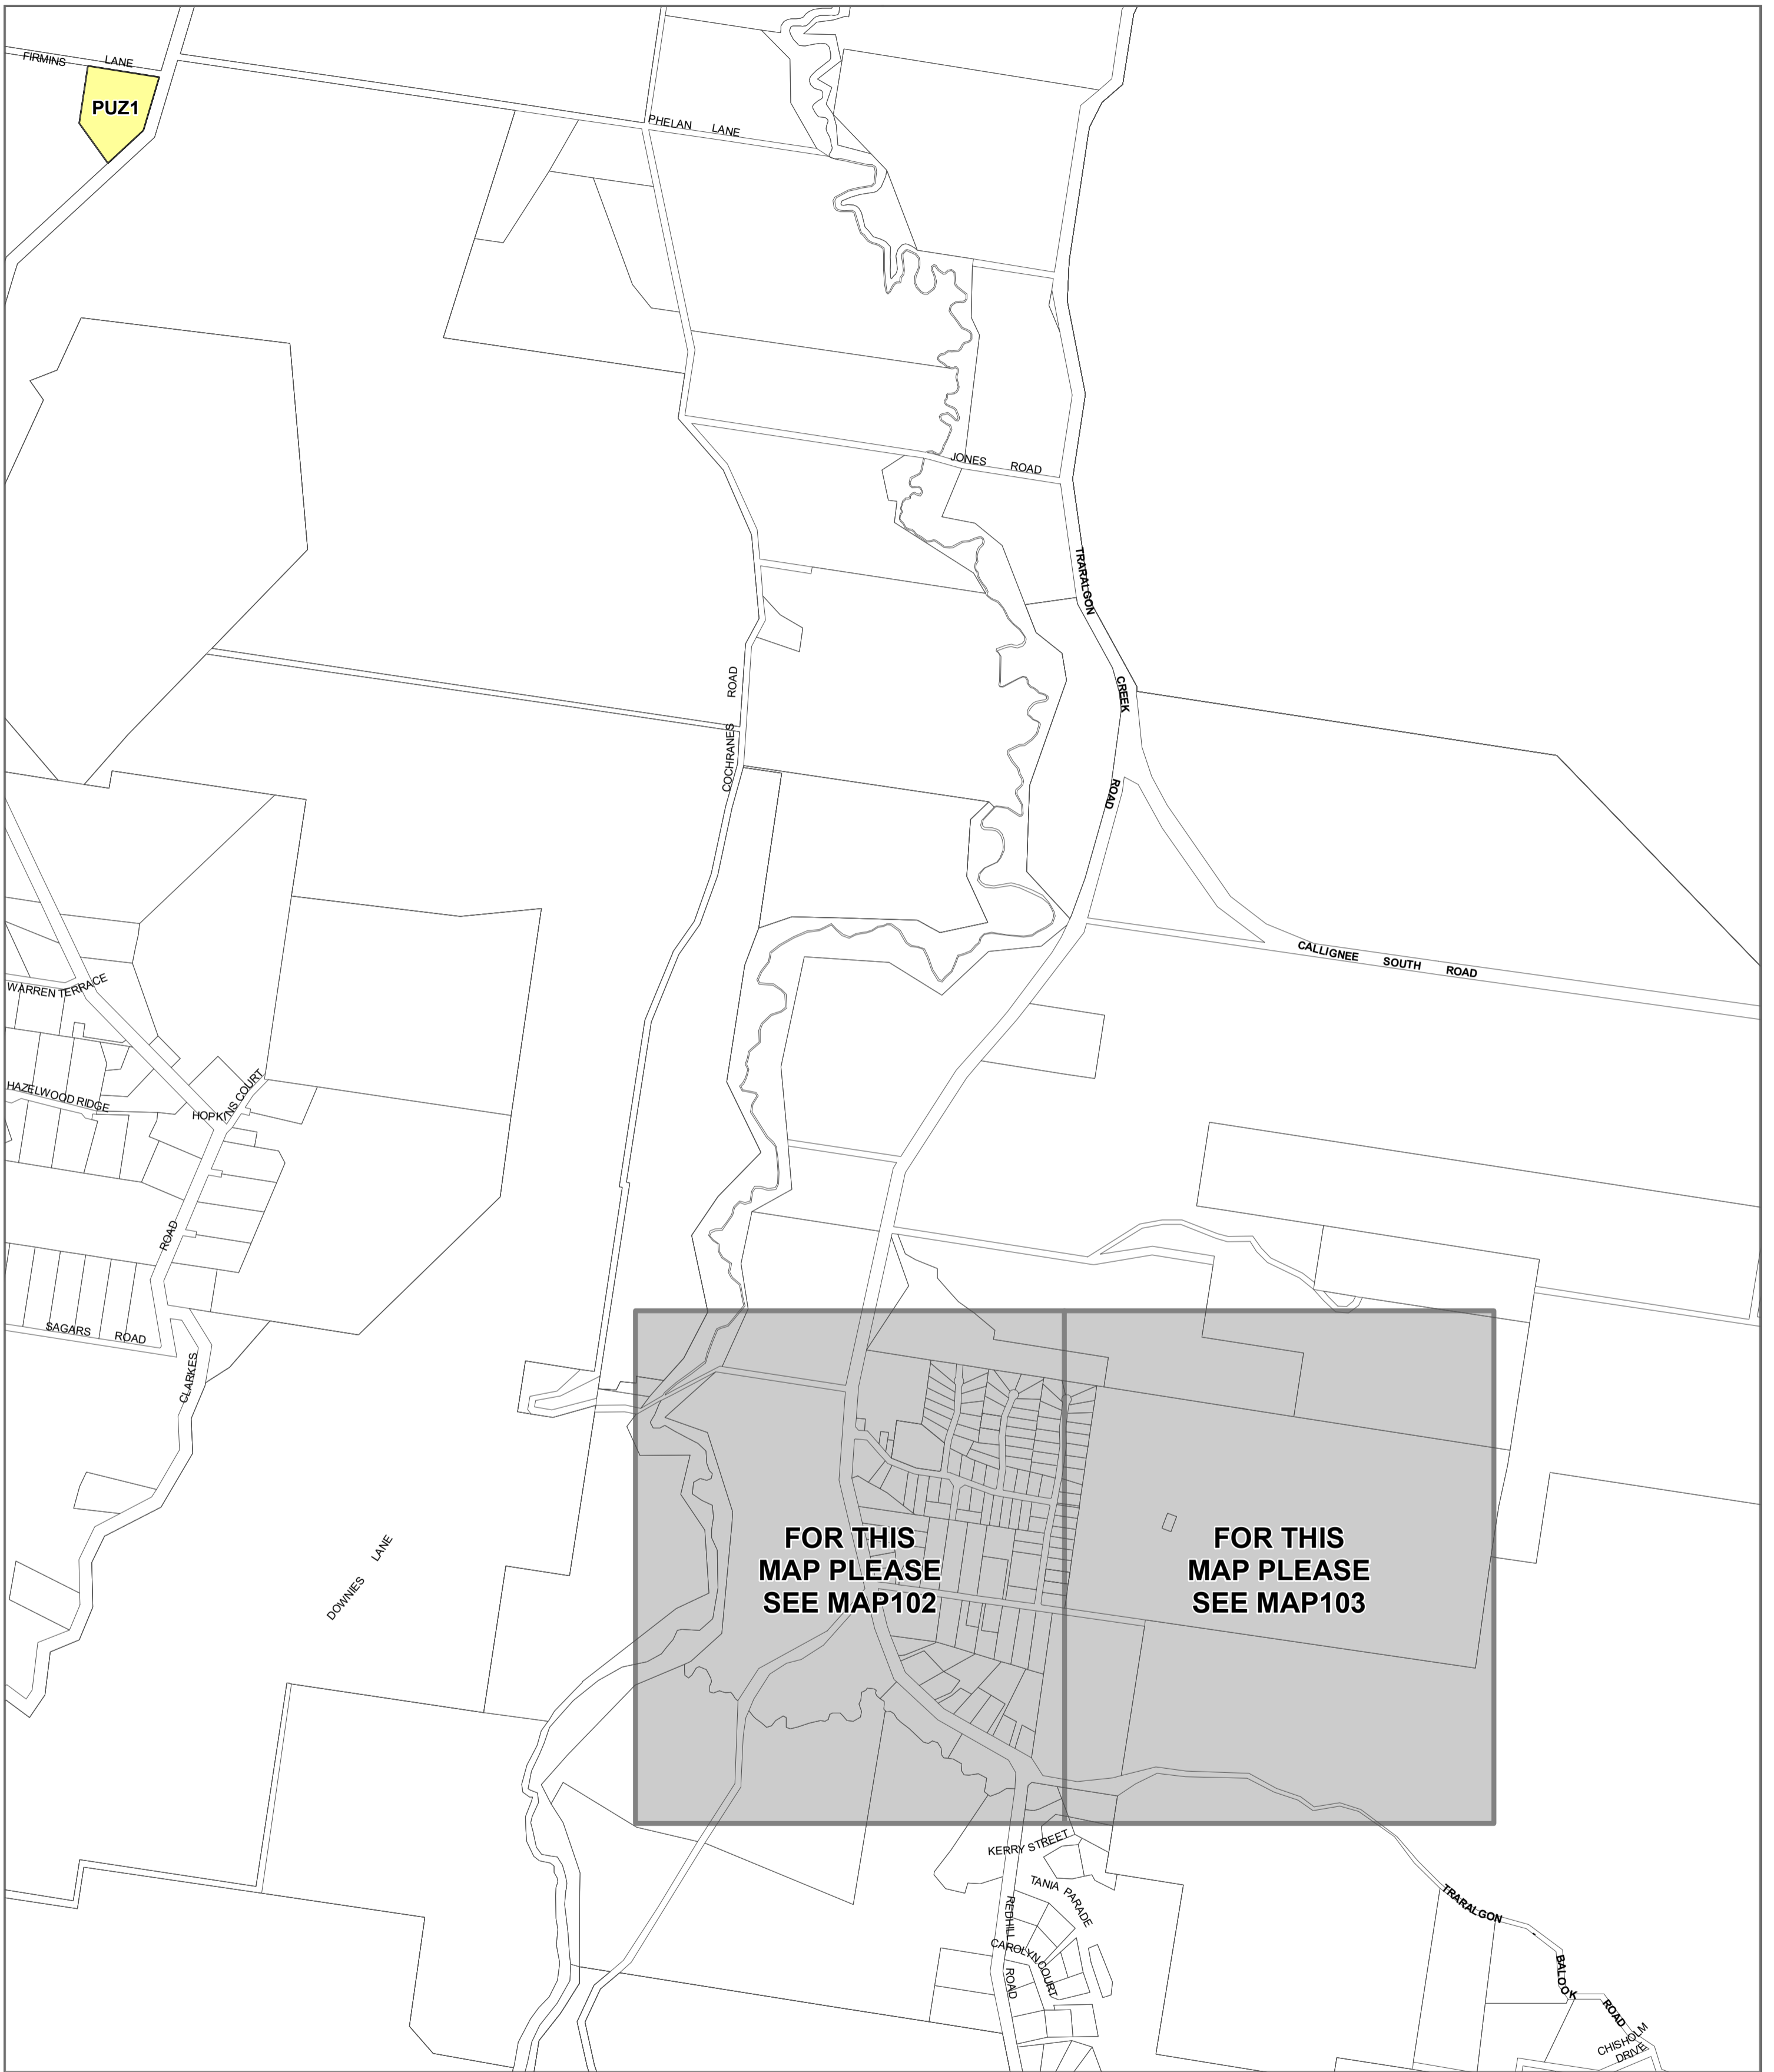 FIRMINS LANE
PUZ1
PHELAN LANE
JONES ROAD
TRARALGON
CREEK
ROAD
COCHRANES ROAD
CALLIGNEE SOUTH ROAD
WARREN TERRACE
HAZELWOOD RIDGE
HOPKINS COURT
ROAD
SAGARS ROAD
CLARKES
DOWNIES LANE
FOR THIS
MAP PLEASE
SEE MAP102
FOR THIS
MAP PLEASE
SEE MAP103
KERRY STREET
TANIA PARADE
REDHILL
ROAD
CAROLYN COURT
TRARALGON
BALOOK
ROAD
CHISHOLM
DRIVE